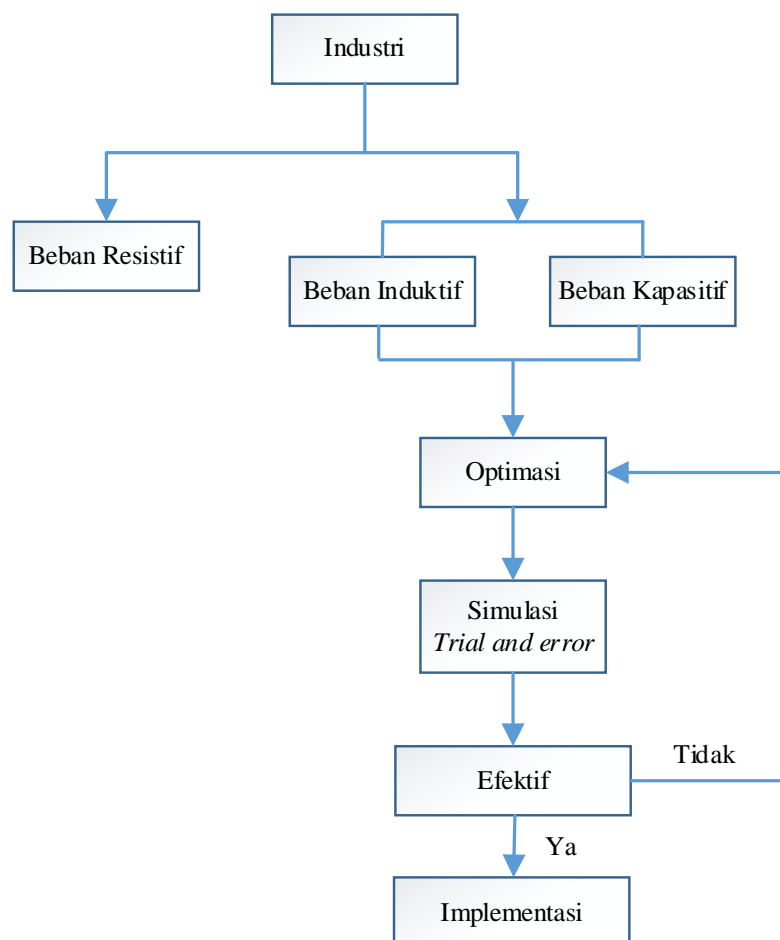 Industri
Beban Resistif
Beban Induktif
Beban Kapasitif
Optimasi
Simulasi
Trial and error
Efektif
Tidak
Ya
Implementasi